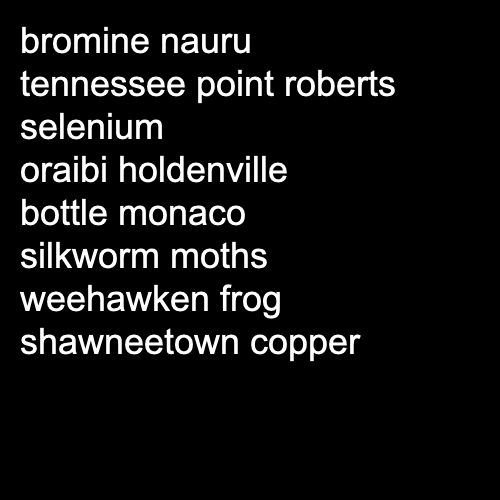 bromine nauru
tennessee point roberts
selenium
oraibi holdenville
bottle monaco
silkworm moths
weehawken frog
shawneetown copper